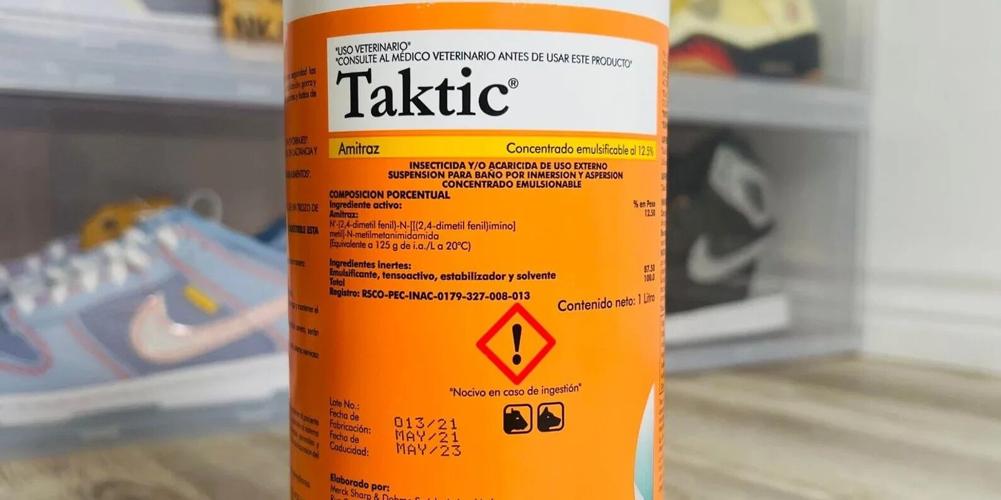 "USO VETERINARIO"
"CONSULTE AL MÉDICO VETERINARIO ANTES DE USAR ESTE PRODUCTO"
Taktic®
Amitraz
Concentrado emulsificable al 12.5%
INSECTICIDA Y/O ACARICIDA DE USO EXTERNO
SUSPENSION PARA BAÑO POR INMERSION Y ASPERSION
CONCENTRADO EMULSIONABLE
COMPOSICION PORCENTUAL
Ingrediente activo: % en Peso
Amitraz: 12.50
N'-(2,4-dimetil fenil)-N-[[(2,4-dimetil fenil)imino]
metil]-N-metilmetanimidamida
(Equivalente a 125 g de i.a./L a 20°C)
Ingredientes inertes:
Emulsificante, tensoactivo, estabilizador y solvente 87.50
Total 100.0
Registro: RSCO-PEC-INAC-0179-327-008-013
Contenido neto: 1 Litro
"Nocivo en caso de ingestión"
Lote No.: 013/21
Fecha de
Fabricación: MAY/21
Fecha de
Caducidad: MAY/23
Elaborado por:
Merck Sharp & Dohme